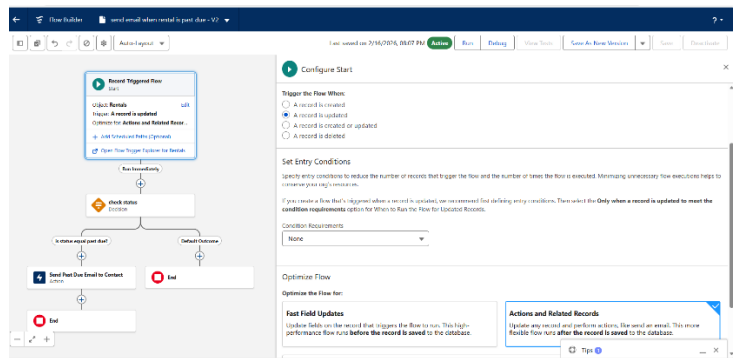 Flow Builder
send email when rental is past due - V2
?
Auto-Layout
Last saved on 2/16/2026, 08:07 PM
Active
Run
Debug
View Tests
Save As New Version
Save
Deactivate
Record Triggered Flow
Start
Object: Rentals
Edit
Trigger: A record is updated
Optimize for: Actions and Related Recor...
+ Add Scheduled Paths (Optional)
Open Flow Trigger Explorer for Rentals
Run Immediately
check status
Decision
is status equal past due?
Default Outcome
Send Past Due Email to Contact
Action
End
End
Configure Start
Trigger the Flow When:
A record is created
A record is updated
A record is created or updated
A record is deleted
Set Entry Conditions
Specify entry conditions to reduce the number of records that trigger the flow and the number of times the flow is executed. Minimizing unnecessary flow executions helps to
conserve your org's resources.
If you create a flow that's triggered when a record is updated, we recommend first defining entry conditions. Then select the Only when a record is updated to meet the
condition requirements option for When to Run the Flow for Updated Records.
Condition Requirements
None
Optimize Flow
Optimize the Flow for:
Fast Field Updates
Update fields on the record that triggers the flow to run. This high-
performance flow runs before the record is saved to the database.
Actions and Related Records
Update any record and perform actions, like send an email. This more
flexible flow runs after the record is saved to the database.
Tips 1